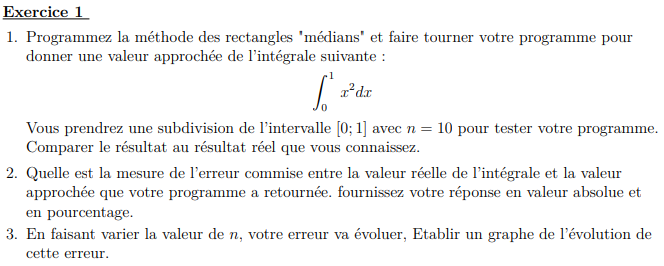 Exercice 1
1. Programmez la méthode des rectangles "médians" et faire tourner votre programme pour
donner une valeur approchée de l'intégrale suivante :
∫₀¹ x²dx
Vous prendrez une subdivision de l'intervalle [0; 1] avec n = 10 pour tester votre programme.
Comparer le résultat au résultat réel que vous connaissez.
2. Quelle est la mesure de l'erreur commise entre la valeur réelle de l'intégrale et la valeur
approchée que votre programme a retournée. fournissez votre réponse en valeur absolue et
en pourcentage.
3. En faisant varier la valeur de n, votre erreur va évoluer, Etablir un graphe de l'évolution de
cette erreur.